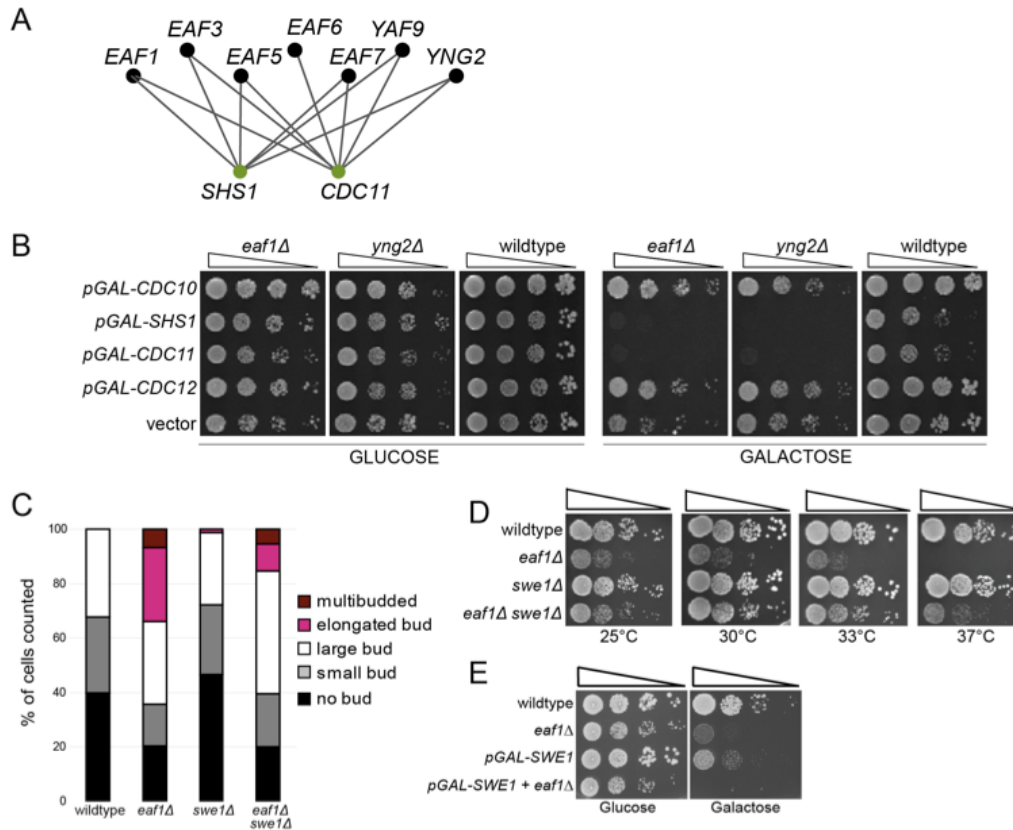 A
EAF1 EAF3 EAF5 EAF6 EAF7 YAF9 YNG2
SHS1 CDC11
B
eaf1Δ yng2Δ wildtype eaf1Δ yng2Δ wildtype
pGAL-CDC10
pGAL-SHS1
pGAL-CDC11
pGAL-CDC12
vector
GLUCOSE GALACTOSE
C
% of cells counted
100
80
60
40
20
0
wildtype eaf1Δ swe1Δ eaf1Δ
swe1Δ
multibudded
elongated bud
large bud
small bud
no bud
D
wildtype
eaf1Δ
swe1Δ
eaf1Δ swe1Δ
25°C 30°C 33°C 37°C
E
wildtype
eaf1Δ
pGAL-SWE1
pGAL-SWE1 + eaf1Δ
Glucose Galactose